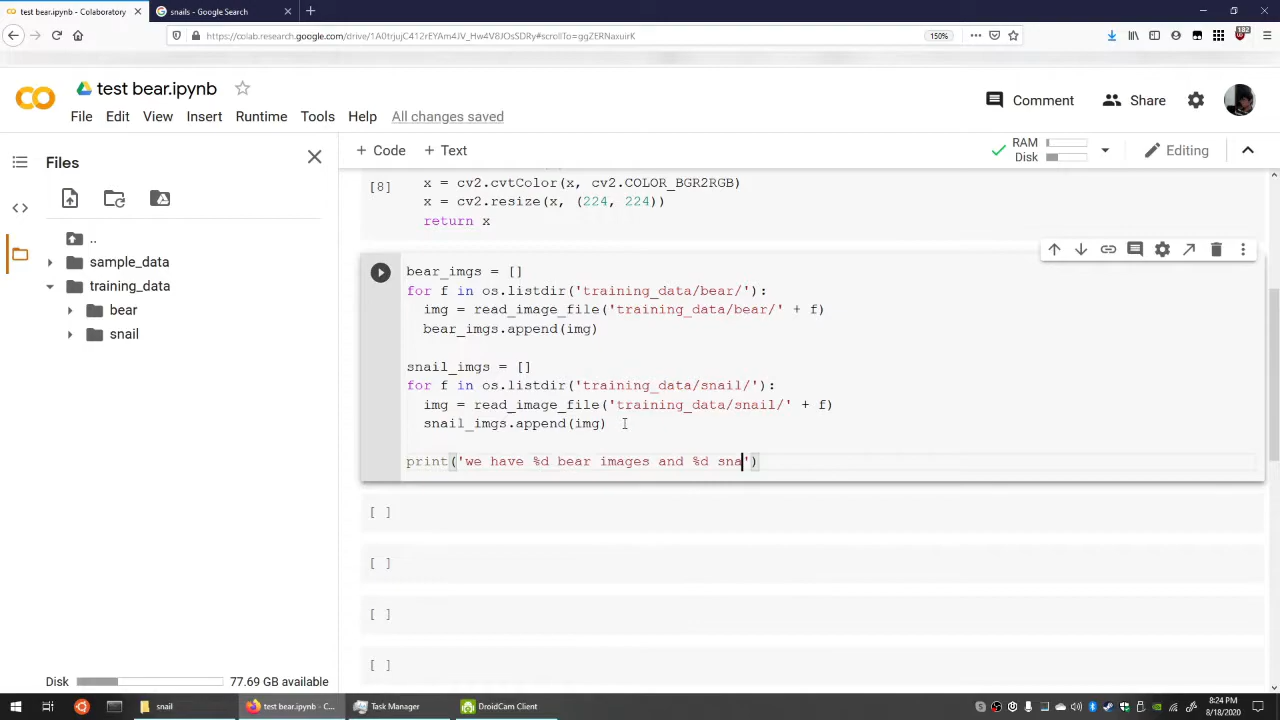 test bear.ipynb - Colaboratory
snails - Google Search
https://colab.research.google.com/drive/1A0trjujC412rEYAm4JV_Hw4V8JOsSDRy#scrollTo=ggZERNaxuirK
150%
182
test bear.ipynb
Comment
Share
File Edit View Insert Runtime Tools Help All changes saved
Files
+ Code + Text
RAM
Disk
Editing
..
sample_data
training_data
bear
snail
[8]
x = cv2.cvtColor(x, cv2.COLOR_BGR2RGB)
x = cv2.resize(x, (224, 224))
return x
bear_imgs = []
for f in os.listdir('training_data/bear/'):
img = read_image_file('training_data/bear/' + f)
bear_imgs.append(img)
snail_imgs = []
for f in os.listdir('training_data/snail/'):
img = read_image_file('training_data/snail/' + f)
snail_imgs.append(img)
print('we have %d bear images and %d sna')
[ ]
[ ]
[ ]
[ ]
Disk 77.69 GB available
snail
test bear.ipynb - C...
Task Manager
DroidCam Client
8:24 PM
8/18/2020